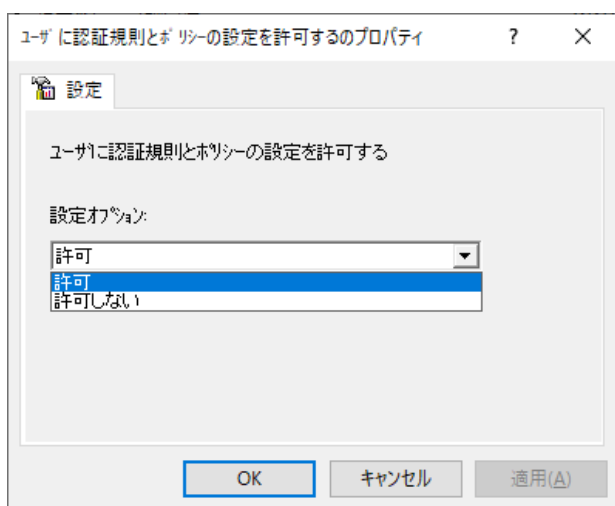 ﾕｰｻﾞに認証規則とﾎﾟﾘｼｰの設定を許可するのプロパティ
?
設定
ﾕｰｻﾞに認証規則とﾎﾟﾘｼｰの設定を許可する
設定ｵﾌﾟｼｮﾝ:
許可
許可
許可しない
OK
キャンセル
適用(A)